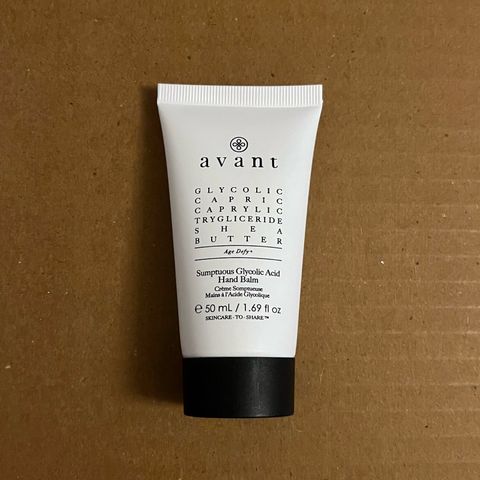 avant
GLYCOLIC
CAPRIC
CAPRYLIC
TRYGLICERIDE
SHEA
BUTTER
Age Defy+
Sumptuous Glycolic Acid
Hand Balm
Crème Somptueuse
Mains à l'Acide Glycolique
℮ 50 mL / 1.69 fl oz
SKINCARE - TO - SHARE™